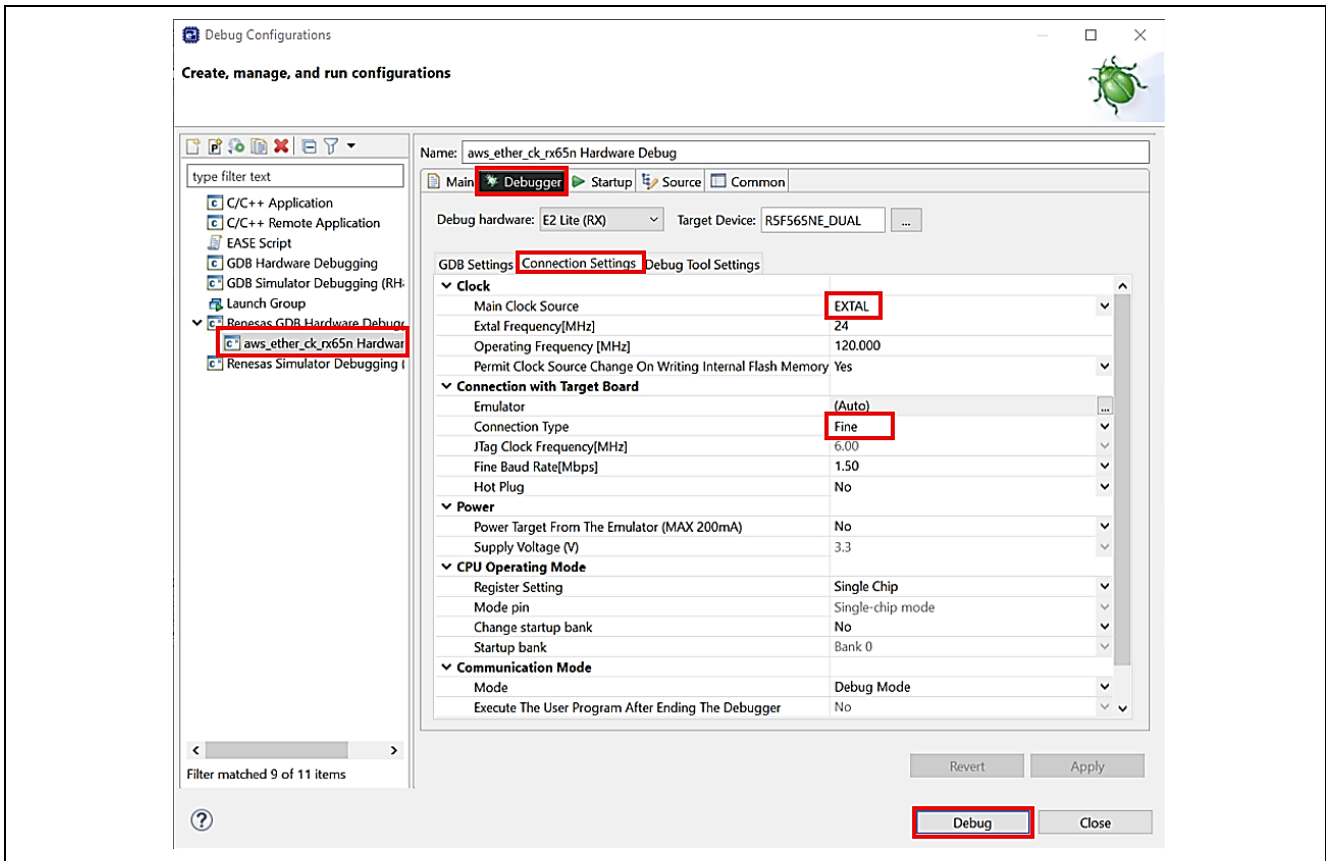 Debug Configurations
Create, manage, and run configurations
type filter text
C/C++ Application
C/C++ Remote Application
EASE Script
GDB Hardware Debugging
GDB Simulator Debugging (RH
Launch Group
Renesas GDB Hardware Debugg
aws_ether_ck_rx65n Hardwar
Renesas Simulator Debugging (
Filter matched 9 of 11 items
Name: aws_ether_ck_rx65n Hardware Debug
Main Debugger Startup Source Common
Debug hardware: E2 Lite (RX) Target Device: R5F565NE_DUAL ...
GDB Settings Connection Settings Debug Tool Settings
Clock
Main Clock Source EXTAL
Extal Frequency[MHz] 24
Operating Frequency [MHz] 120.000
Permit Clock Source Change On Writing Internal Flash Memory Yes
Connection with Target Board
Emulator (Auto) ...
Connection Type Fine
JTag Clock Frequency[MHz] 6.00
Fine Baud Rate[Mbps] 1.50
Hot Plug No
Power
Power Target From The Emulator (MAX 200mA) No
Supply Voltage (V) 3.3
CPU Operating Mode
Register Setting Single Chip
Mode pin Single-chip mode
Change startup bank No
Startup bank Bank 0
Communication Mode
Mode Debug Mode
Execute The User Program After Ending The Debugger No
Revert Apply
? Debug Close